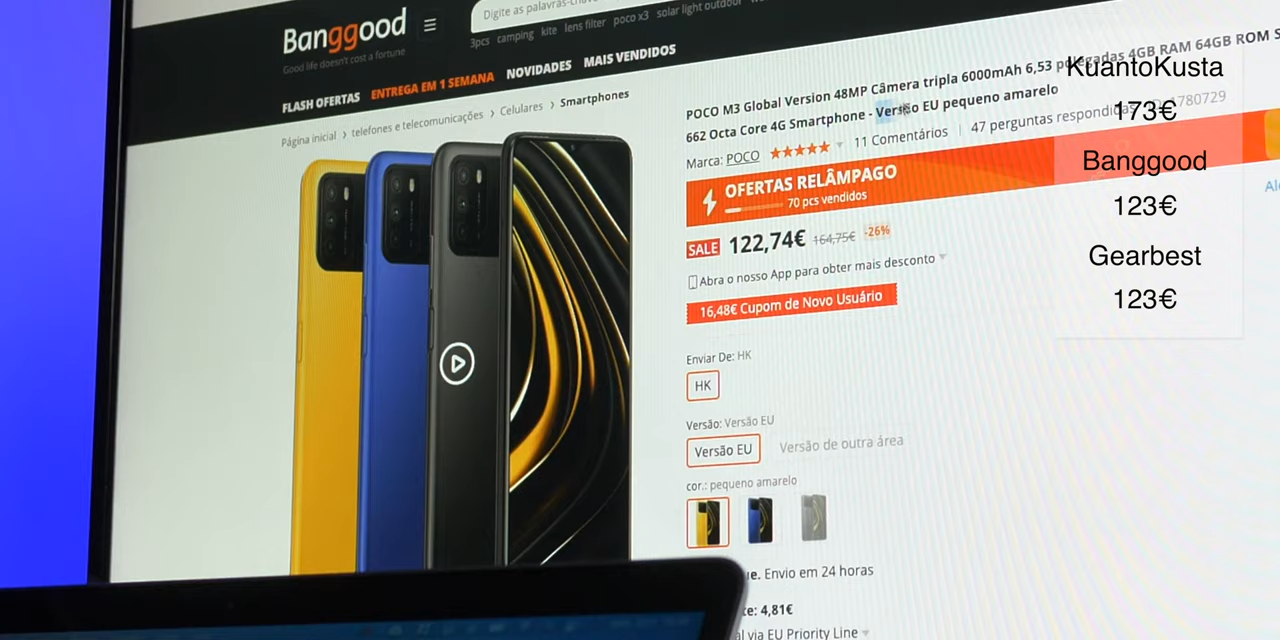 Banggood
Good life doesn't cost a fortune
Digite as palavras-chave
3pcs camping kite lens filter poco x3 solar light outdoor
FLASH OFERTAS ENTREGA EM 1 SEMANA NOVIDADES MAIS VENDIDOS
Página inicial > telefones e telecomunicações > Celulares > Smartphones
POCO M3 Global Version 48MP Câmera tripla 6000mAh 6,53 polegadas 4GB RAM 64GB ROM
662 Octa Core 4G Smartphone - Versão EU pequeno amarelo
Marca: POCO 11 Comentários 47 perguntas respondidas 1780729
OFERTAS RELÂMPAGO
70 pcs vendidos
SALE 122,74€ 164,75€ -26%
Abra o nosso App para obter mais desconto
16,48€ Cupom de Novo Usuário
Enviar De: HK
HK
Versão: Versão EU
Versão EU Versão de outra área
cor.: pequeno amarelo
Envio em 24 horas
4,81€
via EU Priority Line
KuantoKusta
173€
Banggood
123€
Gearbest
123€